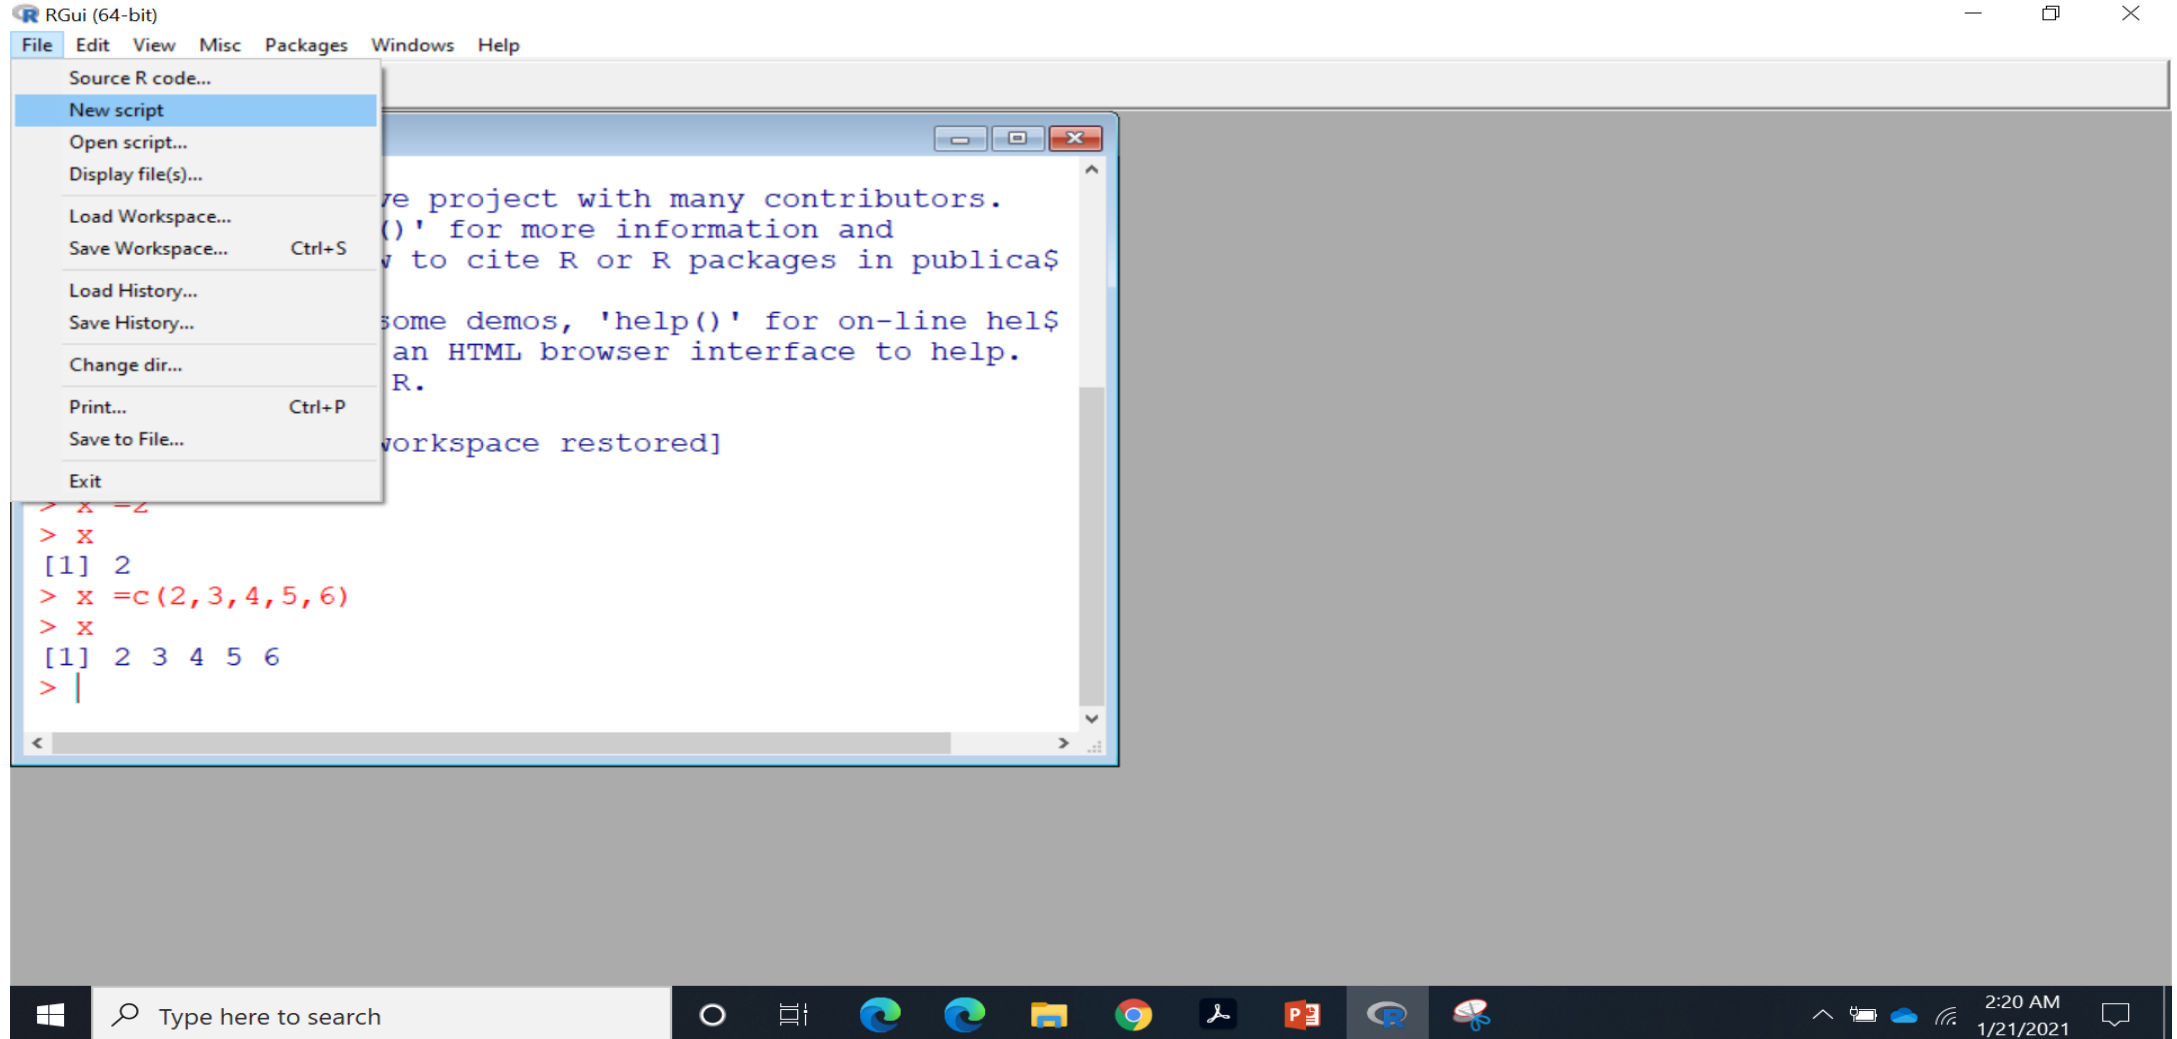 RGui (64-bit)
File Edit View Misc Packages Windows Help
Source R code...
New script
Open script...
Display file(s)...
Load Workspace...
Save Workspace... Ctrl+S
Load History...
Save History...
Change dir...
Print... Ctrl+P
Save to File...
Exit
project with many contributors.
()' for more information and
to cite R or R packages in publica$
some demos, 'help()' for on-line hel$
an HTML browser interface to help.
R.
workspace restored]
> x =2
> x
[1] 2
> x =c(2,3,4,5,6)
> x
[1] 2 3 4 5 6
>
Type here to search
2:20 AM
1/21/2021